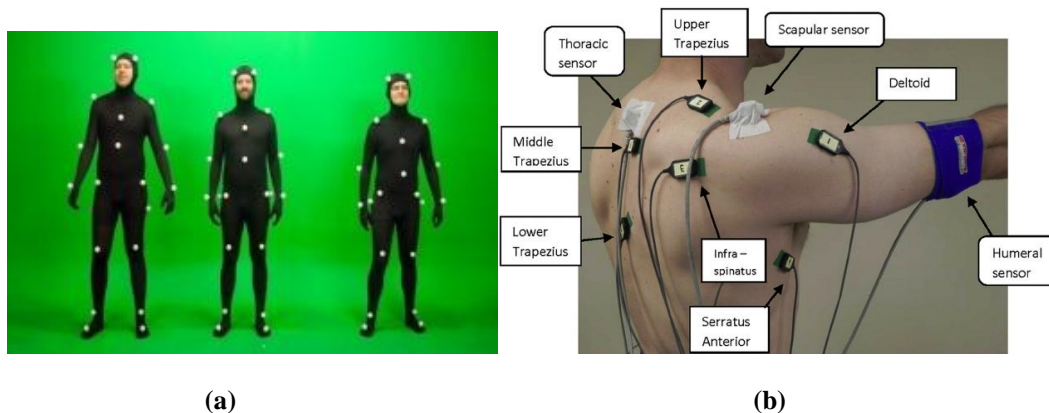 Upper
Trapezius
Scapular sensor
Thoracic
sensor
Deltoid
Middle
Trapezius
Lower
Trapezius
Infra –
spinatus
Humeral
sensor
Serratus
Anterior
(a)
(b)